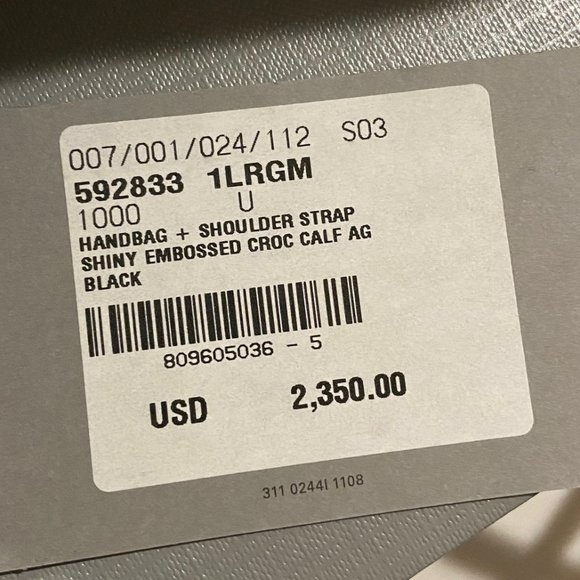 007/001/024/112 S03
592833 1LRGM
1000 U
HANDBAG + SHOULDER STRAP
SHINY EMBOSSED CROC CALF AG
BLACK
809605036 - 5
USD 2,350.00
311 0244I 1108